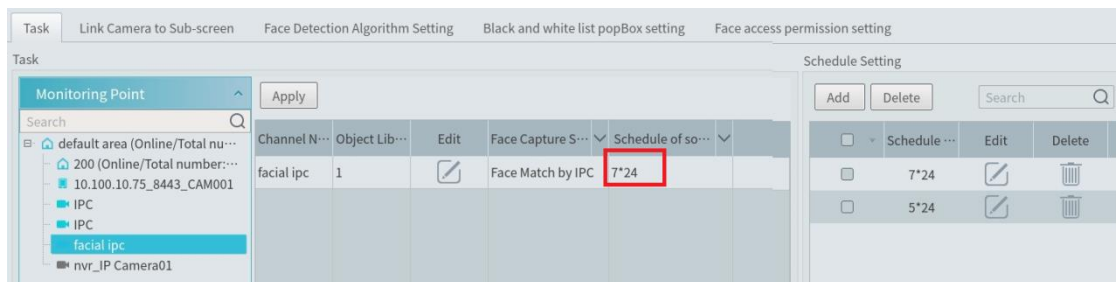 Task Link Camera to Sub-screen Face Detection Algorithm Setting Black and white list popBox setting Face access permission setting
Task
Schedule Setting
Monitoring Point
Apply
Add Delete Search
Search
Channel N··· Object Lib··· Edit Face Capture S··· Schedule of so···
Schedule ··· Edit Delete
default area (Online/Total nu···
200 (Online/Total number:···
facial ipc 1 Face Match by IPC 7*24
7*24
10.100.10.75_8443_CAM001
IPC
5*24
IPC
facial ipc
nvr_IP Camera01